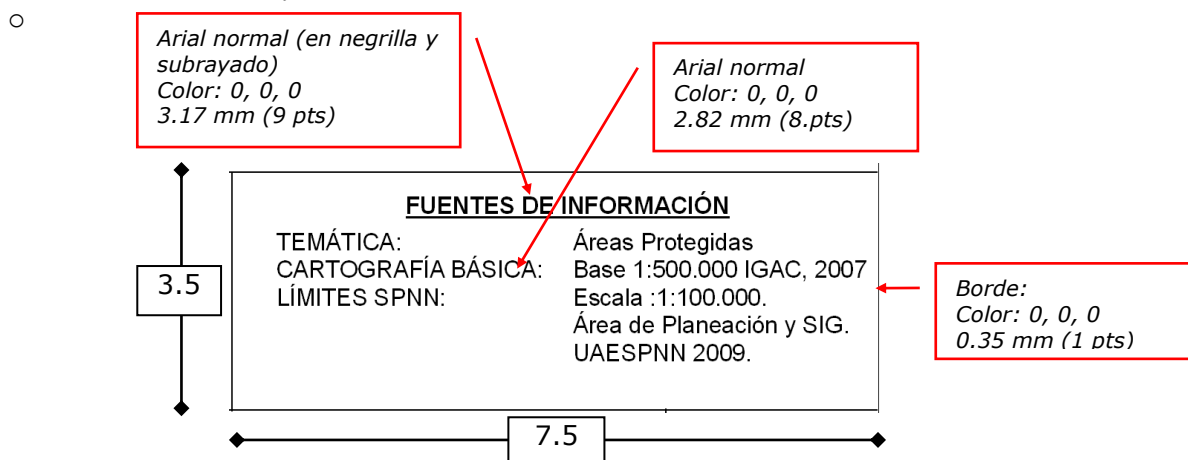 Arial normal (en negrilla y
subrayado)
Color: 0, 0, 0
3.17 mm (9 pts)
Arial normal
Color: 0, 0, 0
2.82 mm (8.pts)
FUENTES DE INFORMACIÓN
TEMÁTICA: Áreas Protegidas
CARTOGRAFÍA BÁSICA: Base 1:500.000 IGAC, 2007
LÍMITES SPNN: Escala :1:100.000.
Área de Planeación y SIG.
UAESPNN 2009.
3.5
Borde:
Color: 0, 0, 0
0.35 mm (1 pts)
7.5